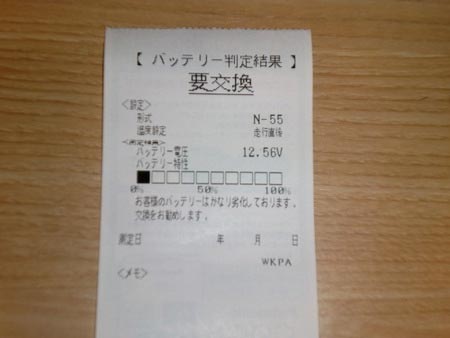 【 バッテリー判定結果 】
要交換
<設定>
形式 N-55
温度設定 走行直後
<測定結果>
バッテリー電圧 12.56V
バッテリー特性
0% 50% 100%
お客様のバッテリーはかなり劣化しております。
交換をお勧めします。
測定日 年 月 日
WKPA
<メモ>